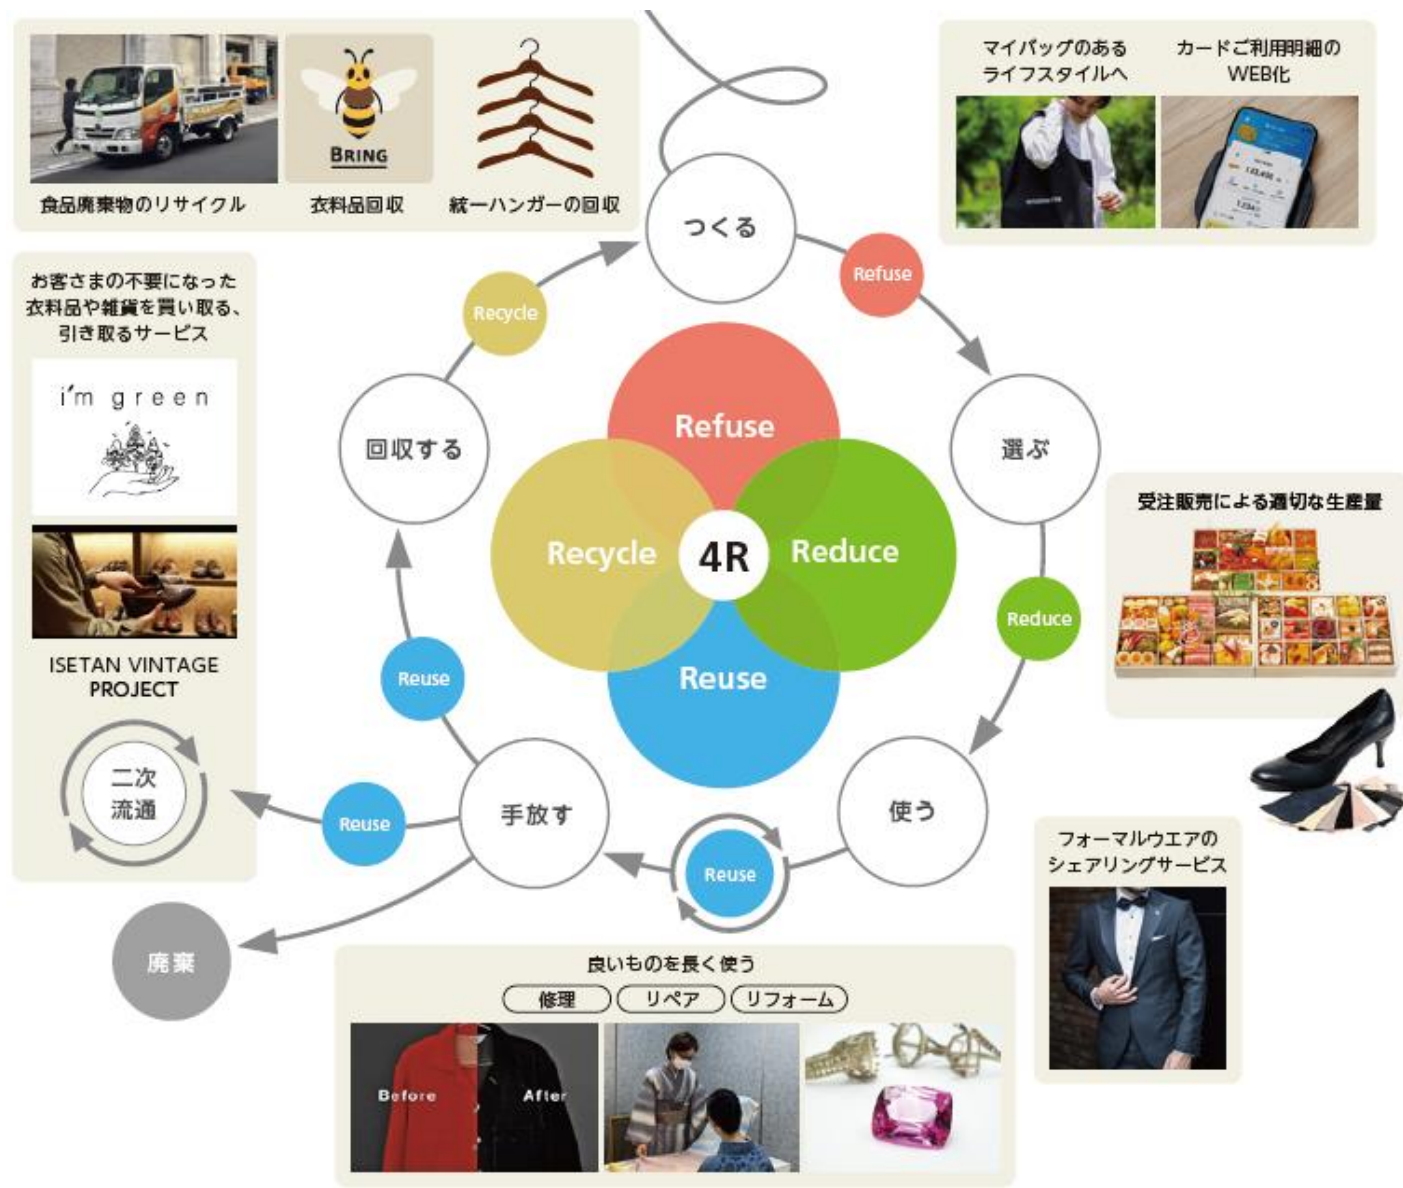 食品廃棄物のリサイクル
BRING
衣料品回収
統一ハンガーの回収
マイバッグのある
ライフスタイルへ
カードご利用明細の
WEB化
つくる
Refuse
選ぶ
Reduce
使う
Reuse
手放す
Reuse
回収する
Recycle
Reuse
二次
流通
廃棄
Refuse
Recycle
4R
Reduce
Reuse
お客さまの不要になった
衣料品や雑貨を買い取る、
引き取るサービス
i'm green
ISETAN VINTAGE
PROJECT
受注販売による適切な生産量
フォーマルウエアの
シェアリングサービス
良いものを長く使う
修理
リペア
リフォーム
Before
After